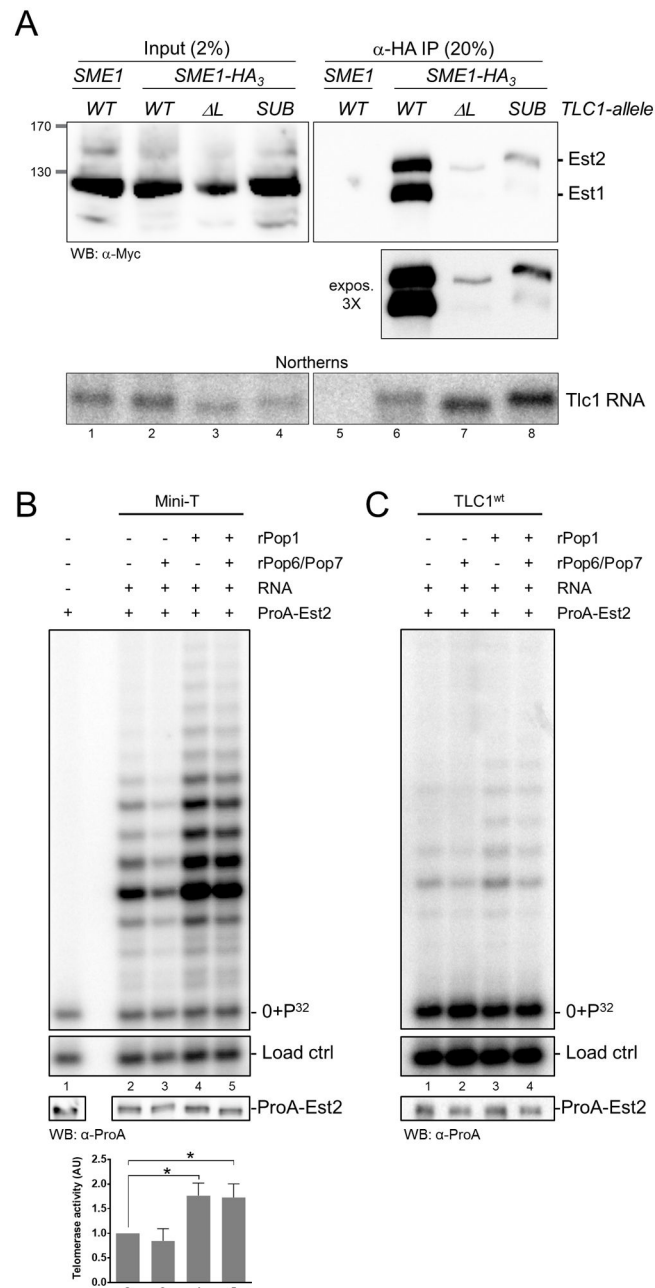 A
Input (2%) α-HA IP (20%)
SME1 SME1-HA3 SME1 SME1-HA3
WT WT ΔL SUB WT WT ΔL SUB TLC1-allele
170
130
Est2
Est1
WB: α-Myc
expos.
3X
Northerns
Tlc1 RNA
1 2 3 4 5 6 7 8
B
Mini-T
- - - + + rPop1
- - + - + rPop6/Pop7
- + + + + RNA
+ + + + + ProA-Est2
0+P32
Load ctrl
1 2 3 4 5
ProA-Est2
WB: α-ProA
Telomerase activity (AU)
2.5
2.0
1.5
1.0
0.5
0.0
*
*
C
TLC1wt
- - + + rPop1
- + - + rPop6/Pop7
+ + + + RNA
+ + + + ProA-Est2
0+P32
Load ctrl
1 2 3 4
ProA-Est2
WB: α-ProA